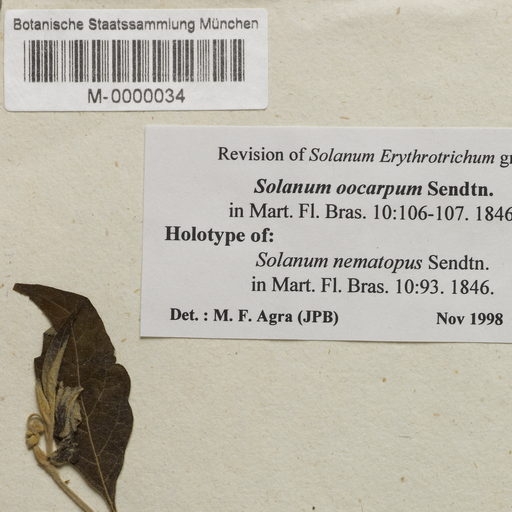 Botanische Staatssammlung München
M-0000034
Revision of Solanum Erythrotrichum
Solanum oocarpum Sendtn.
in Mart. Fl. Bras. 10:106-107. 1846
Holotype of:
Solanum nematopus Sendtn.
in Mart. Fl. Bras. 10:93. 1846.
Det. : M. F. Agra (JPB) Nov 1998